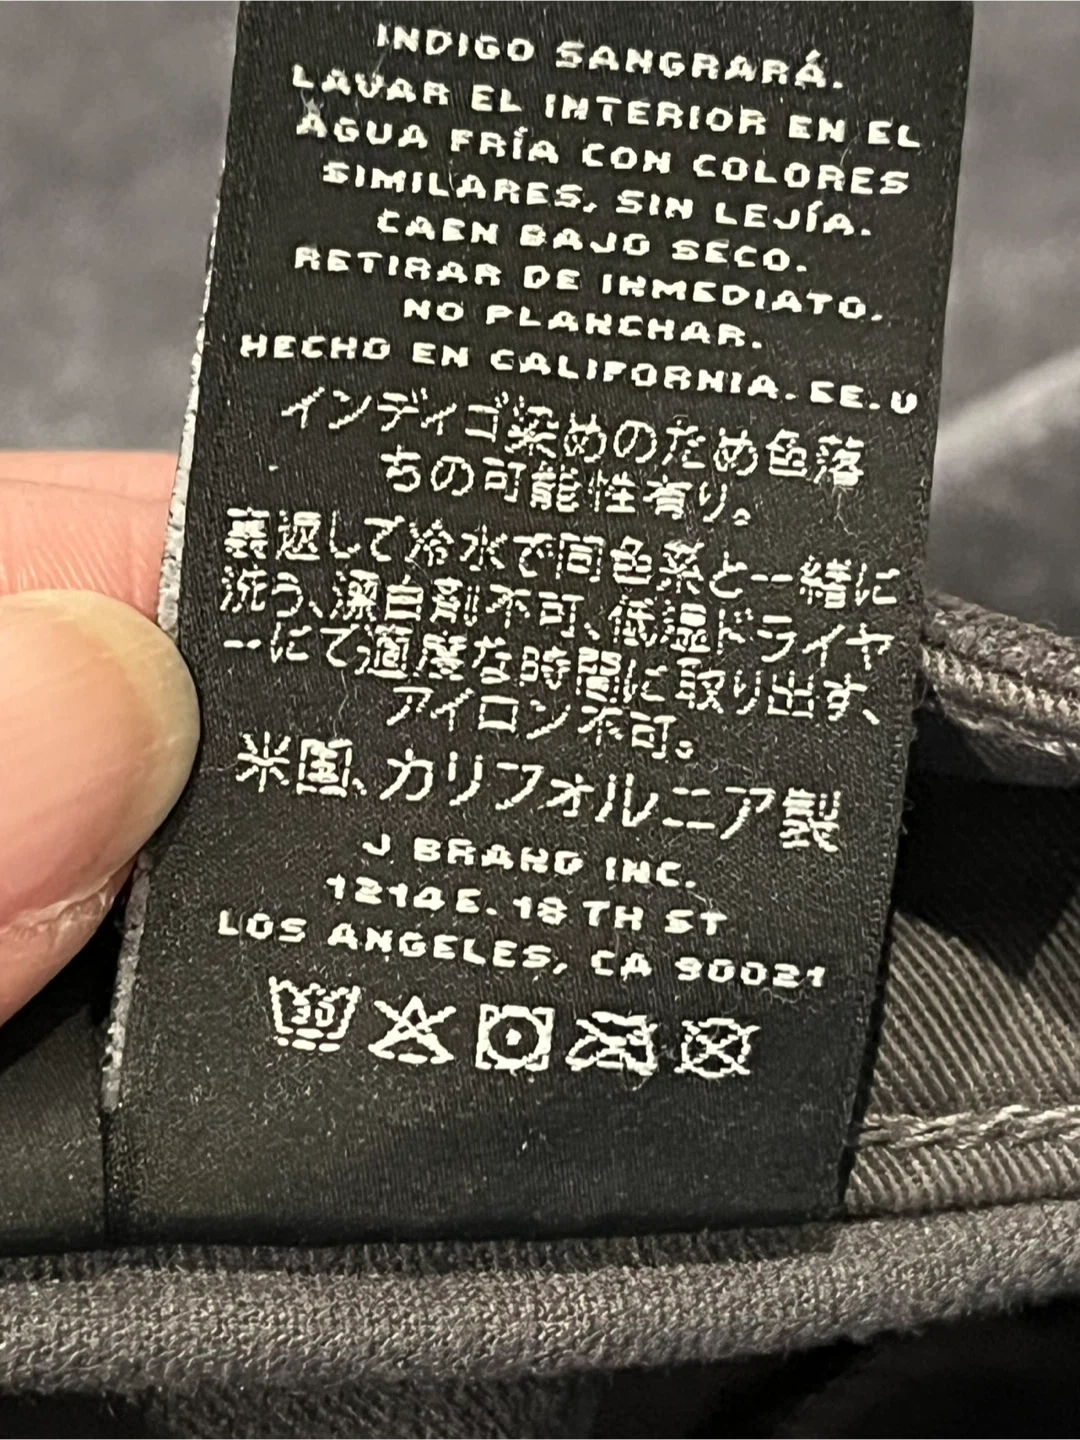 INDIGO SANGRARÁ.
LAVAR EL INTERIOR EN EL
AGUA FRÍA CON COLORES
SIMILARES, SIN LEJÍA.
CAEN BAJO SECO.
RETIRAR DE INMEDIATO.
NO PLANCHAR.
HECHO EN CALIFORNIA. EE.U
インディゴ染めのため色落
ちの可能性有り。
裏返して冷水で同色系と一緒に
洗う、漂白剤不可、低温ドライヤ
ーにて適度な時間に取り出す、
アイロン不可。
米国、カリフォルニア製
J BRAND INC.
1214 E. 18 TH ST
LOS ANGELES, CA 90021
30